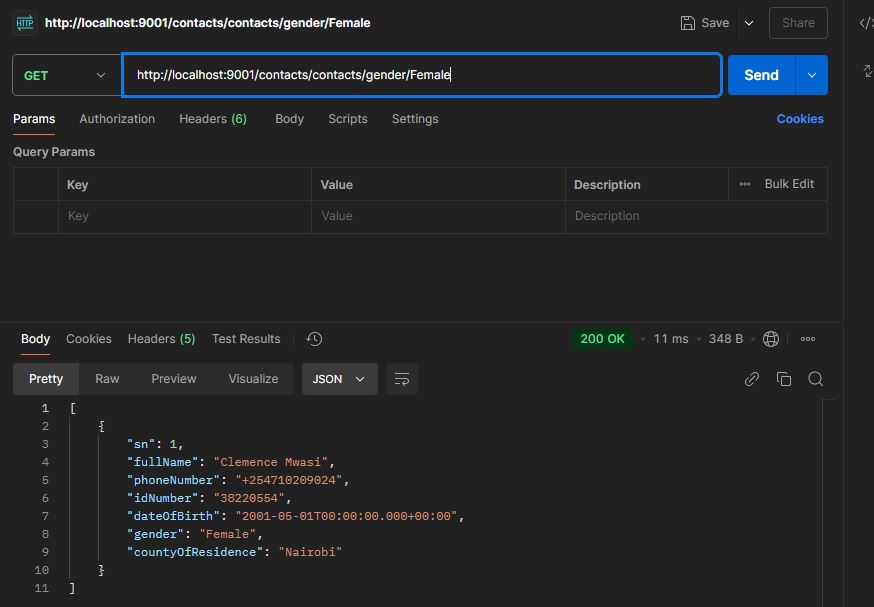 HTTP http://localhost:9001/contacts/contacts/gender/Female Save Share </>
GET http://localhost:9001/contacts/contacts/gender/Female Send
Params Authorization Headers (6) Body Scripts Settings Cookies
Query Params
Key Value Description Bulk Edit
Key Value Description
Body Cookies Headers (5) Test Results 200 OK 11 ms 348 B
Pretty Raw Preview Visualize JSON
1 [
2 {
3 "sn": 1,
4 "fullName": "Clemence Mwasi",
5 "phoneNumber": "+254710209024",
6 "idNumber": "38220554",
7 "dateOfBirth": "2001-05-01T00:00:00.000+00:00",
8 "gender": "Female",
9 "countyOfResidence": "Nairobi"
10 }
11 ]